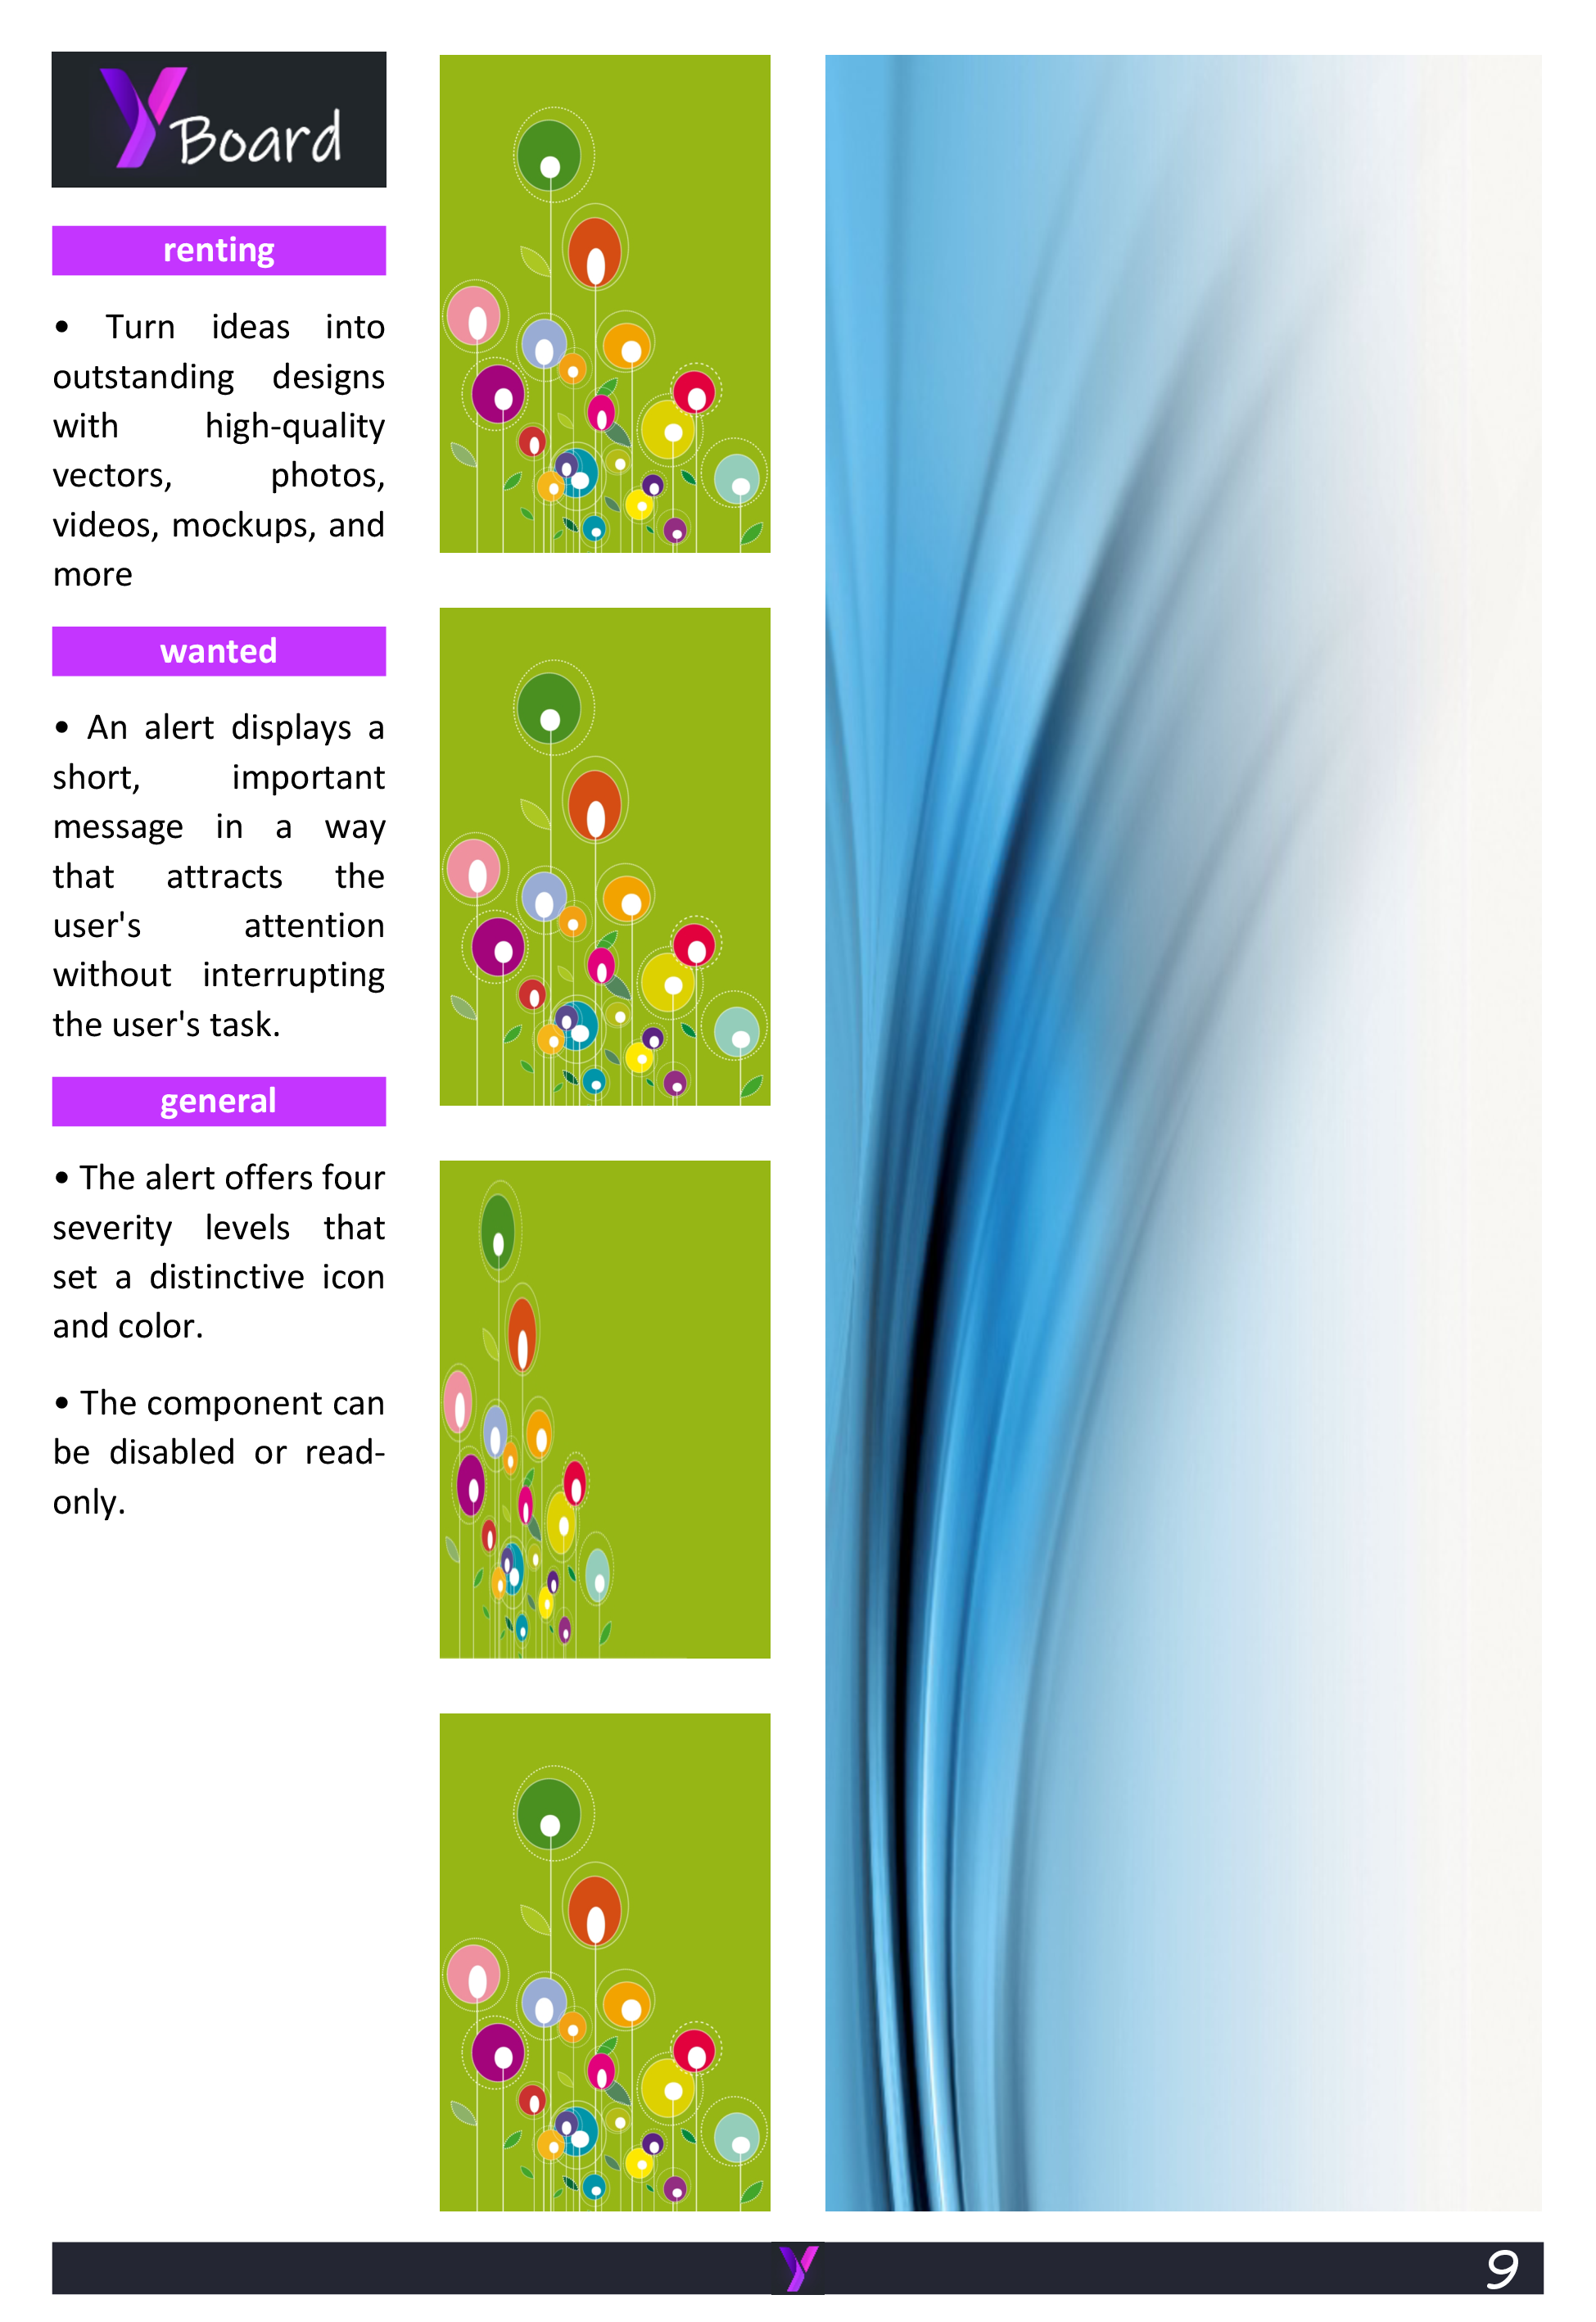 Y Board
renting
• Turn ideas into
outstanding designs
with high-quality
vectors, photos,
videos, mockups, and
more
wanted
• An alert displays a
short, important
message in a way
that attracts the
user's attention
without interrupting
the user's task.
general
• The alert offers four
severity levels that
set a distinctive icon
and color.
• The component can
be disabled or read-
only.
Y
9